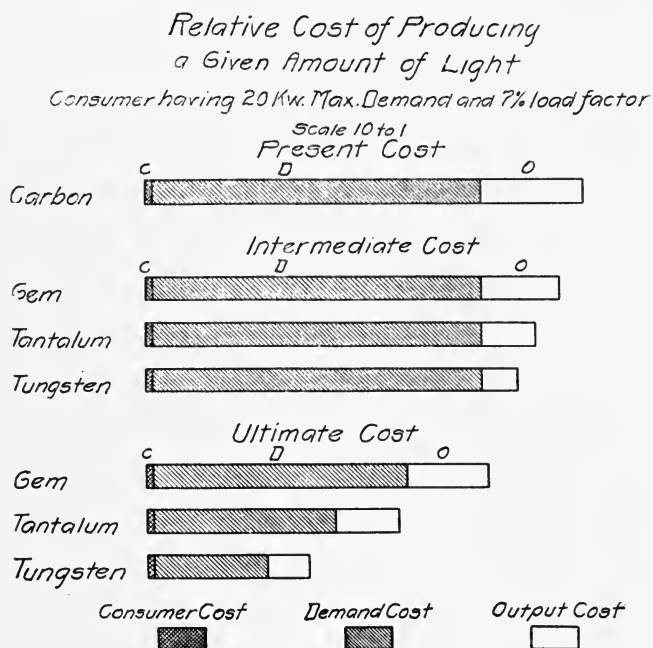 Relative Cost of Producing
a Given Amount of Light
Consumer having 20 Kw. Max. Demand and 7% load factor
Scale 10 to 1
Present Cost
C D O
Carbon
Intermediate Cost
C D O
Gem
Tantalum
Tungsten
Ultimate Cost
C D O
Gem
Tantalum
Tungsten
Consumer Cost Demand Cost Output Cost